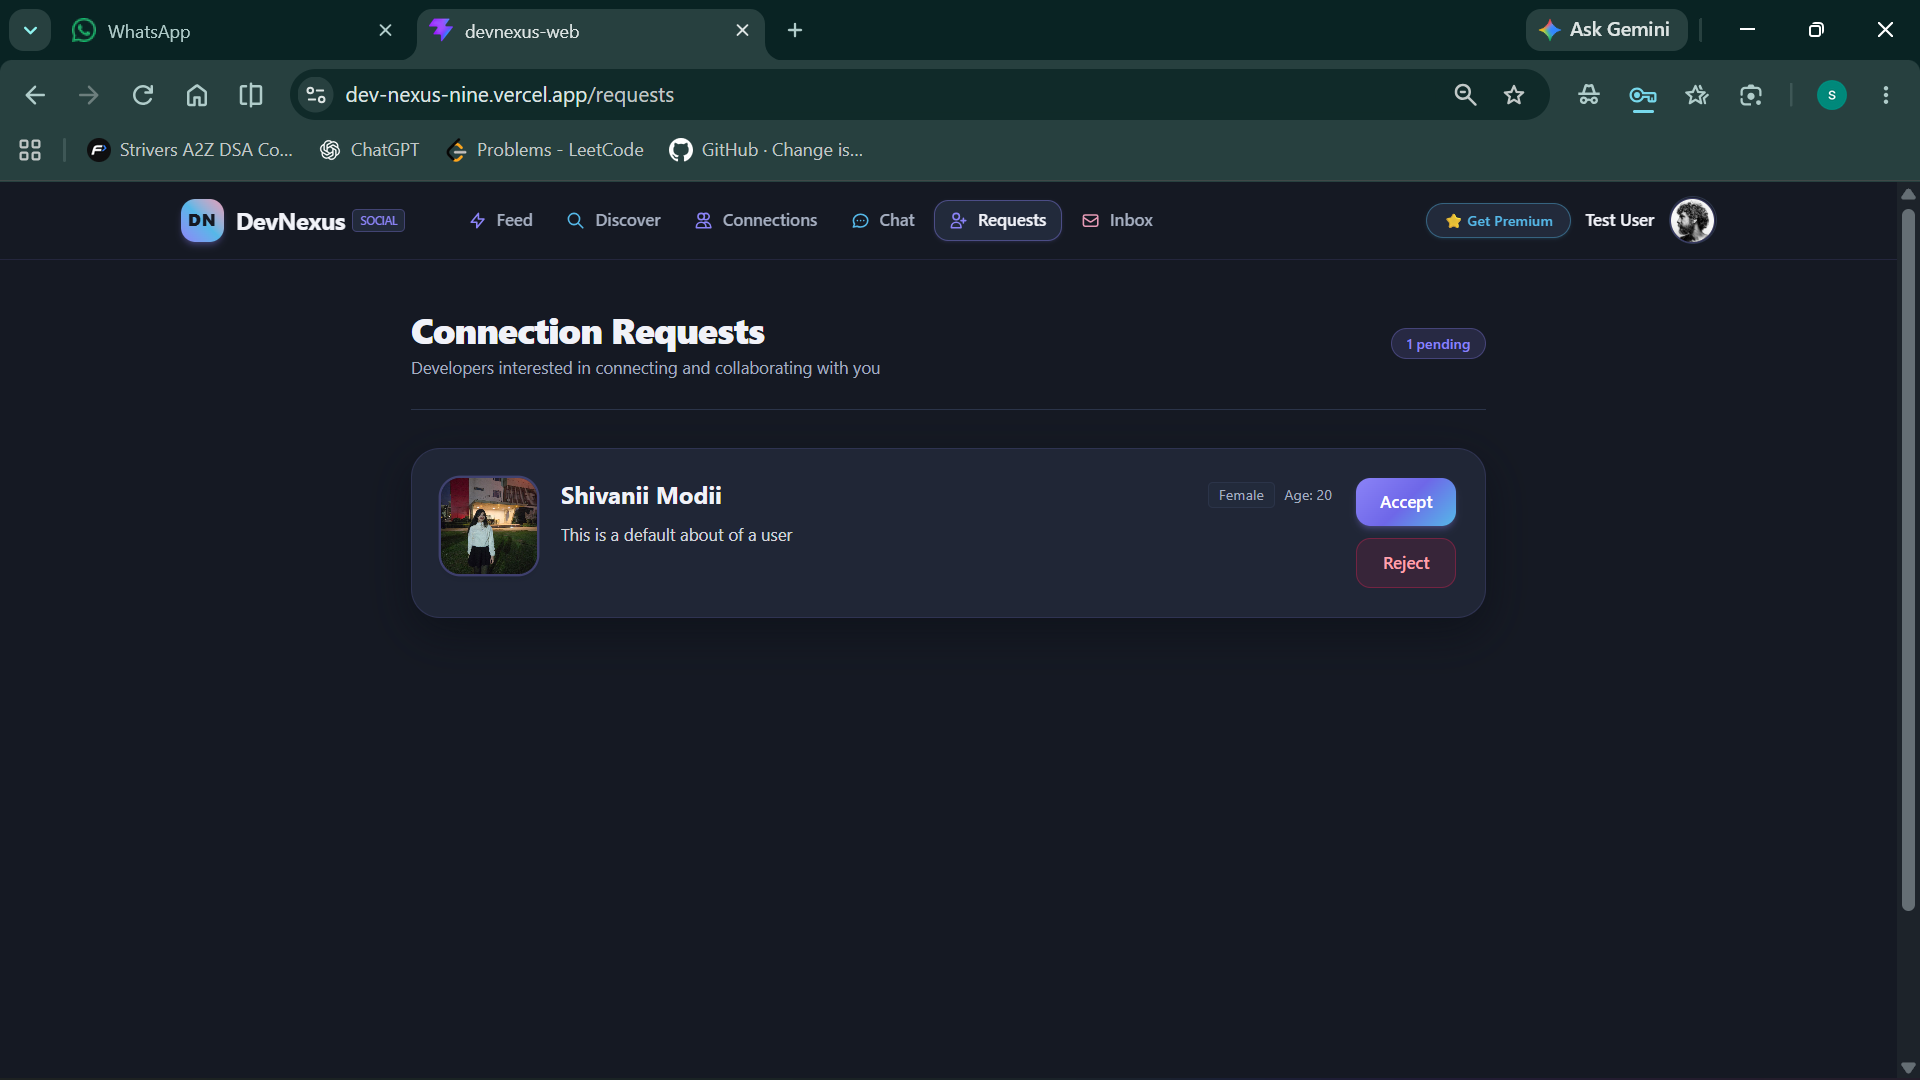 WhatsApp
devnexus-web
Ask Gemini
dev-nexus-nine.vercel.app/requests
S
Strivers A2Z DSA Co...
ChatGPT
Problems - LeetCode
GitHub · Change is...
DN DevNexus SOCIAL
Feed
Discover
Connections
Chat
Requests
Inbox
Get Premium
Test User
Connection Requests
1 pending
Developers interested in connecting and collaborating with you
Shivanii Modii
Female Age: 20
Accept
This is a default about of a user
Reject